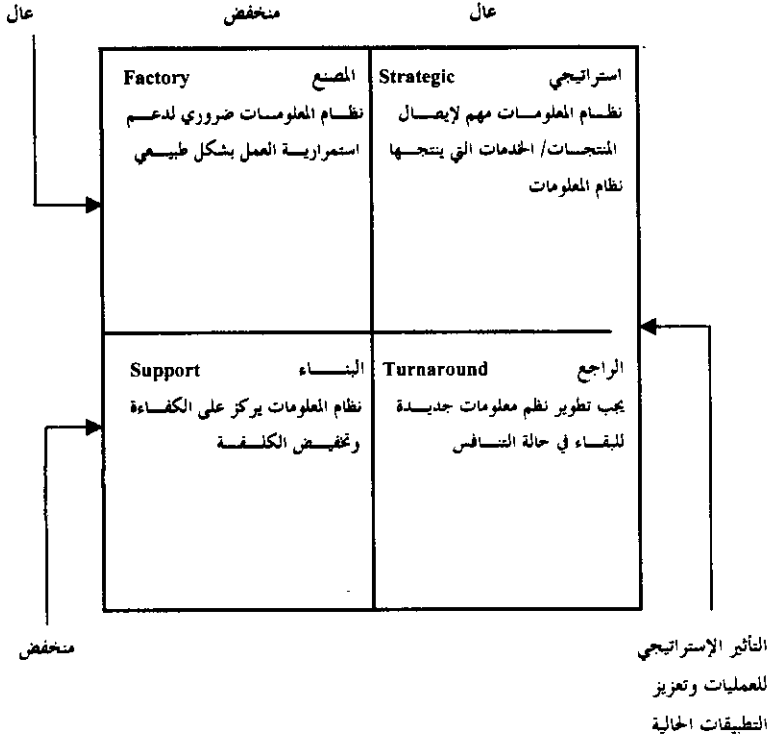 عال منخفض عال
استراتيجي Strategic
نظام المعلومات مهم لإيصال
المنتجات/ الخدمات التي ينتجها
نظام المعلومات
المصنع Factory
نظام المعلومات ضروري لدعم
استمرارية العمل بشكل طبيعي
الراجع Turnaround
يجب تطوير نظم معلومات جديدة
للبقاء في حالة التنافس
البناء Support
نظام المعلومات يركز على الكفاءة
وتخفيض الكلفة
منخفض
التأثير الإستراتيجي
للعمليات وتعزيز
التطبيقات الحالية